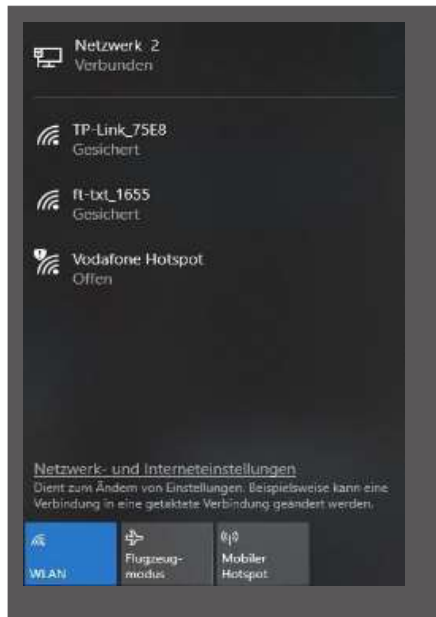 Netzwerk 2
Verbunden
TP-Link_75E8
Gesichert
ft-txt_1655
Gesichert
Vodafone Hotspot
Offen
Netzwerk- und Interneteinstellungen
Dient zum Ändern von Einstellungen. Beispielsweise kann eine
Verbindung in eine getaktete Verbindung geändert werden.
WLAN
Flugzeug-
modus
Mobiler
Hotspot